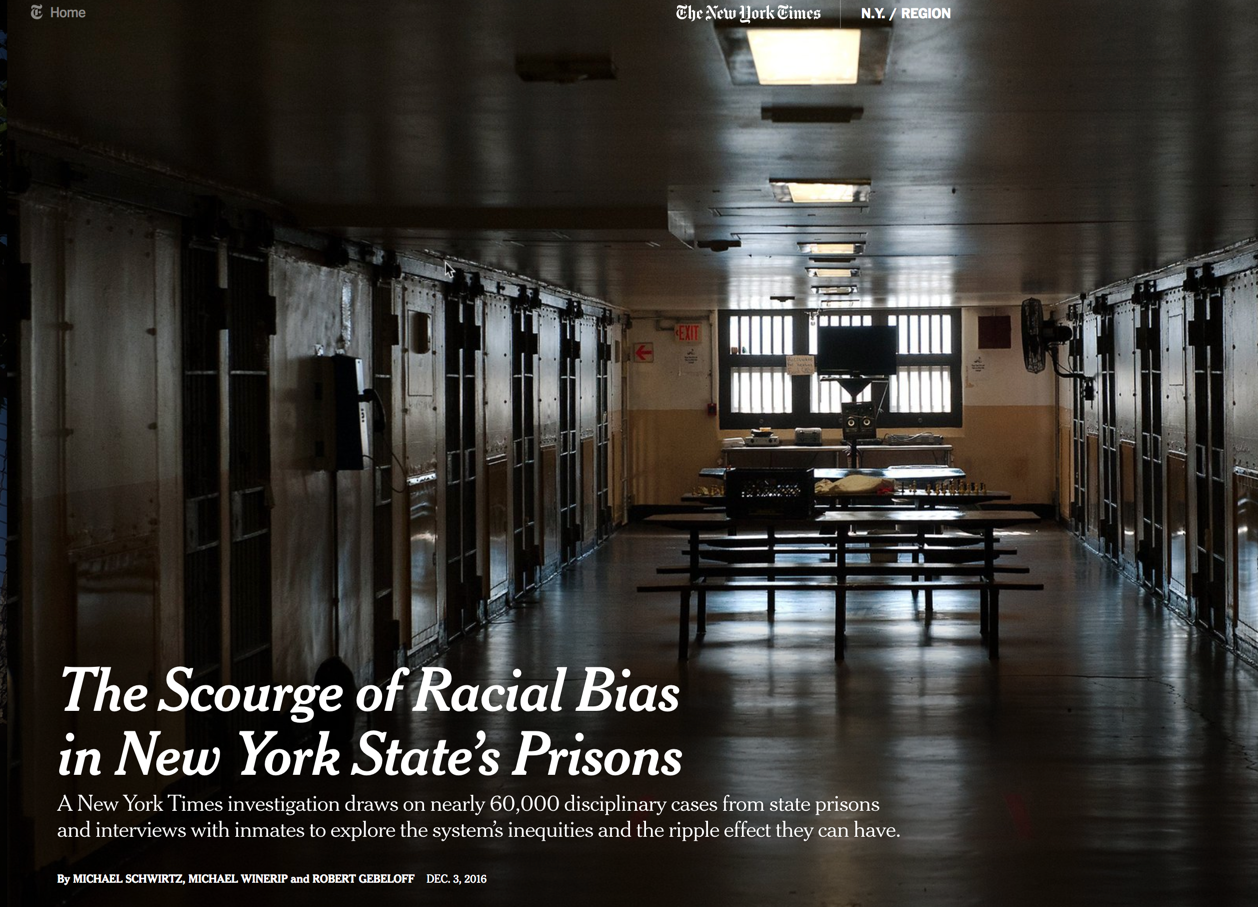 Home
The New York Times
N.Y. / REGION
EXIT
The Scourge of Racial Bias
in New York State's Prisons
A New York Times investigation draws on nearly 60,000 disciplinary cases from state prisons
and interviews with inmates to explore the system's inequities and the ripple effect they can have.
By MICHAEL SCHWIRTZ, MICHAEL WINERIP and ROBERT GEBELOFF DEC. 3, 2016